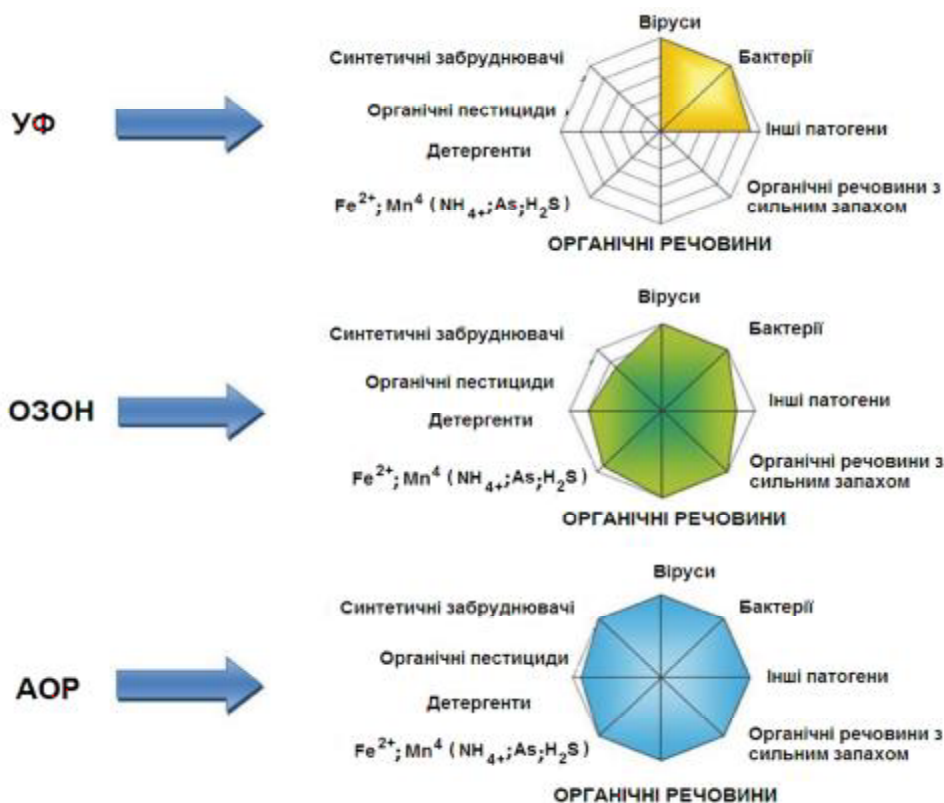 Віруси
Синтетичні забруднювачі
Бактерії
Органічні пестициди
УФ
Інші патогени
Детергенти
Органічні речовини з
сильним запахом
Fe2+; Mn4 (NH4+;As;H2S)
ОРГАНІЧНІ РЕЧОВИНИ
Віруси
Синтетичні забруднювачі
Бактерії
Органічні пестициди
ОЗОН
Інші патогени
Детергенти
Органічні речовини з
сильним запахом
Fe2+; Mn4 (NH4+;As;H2S)
ОРГАНІЧНІ РЕЧОВИНИ
Віруси
Синтетичні забруднювачі
Бактерії
Органічні пестициди
АОР
Інші патогени
Детергенти
Органічні речовини з
сильним запахом
Fe2+; Mn4 (NH4+;As;H2S)
ОРГАНІЧНІ РЕЧОВИНИ